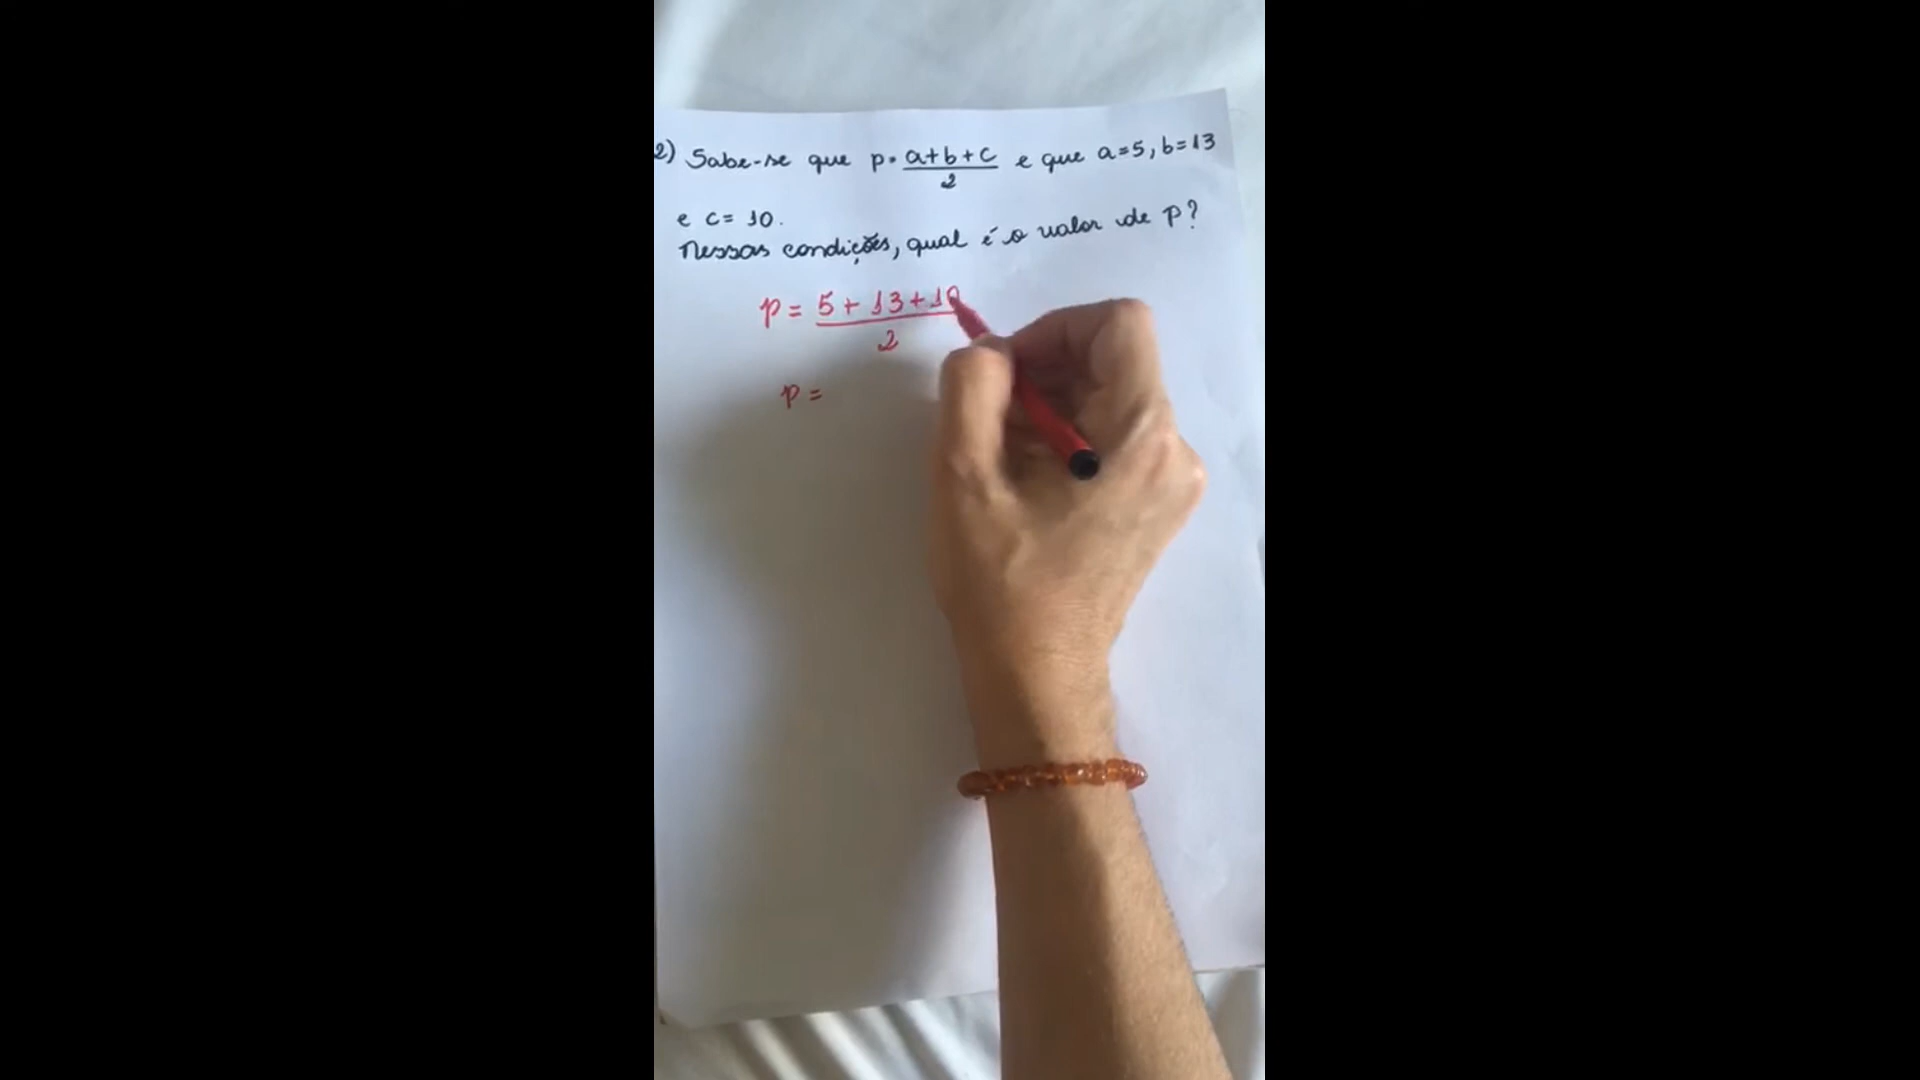 2) Sabe-se que p = a+b+c e que a=5, b=13
2
e c= 10.
Nessas condições, qual é o valor de p?
p = 5 + 13 + 10
2
p =